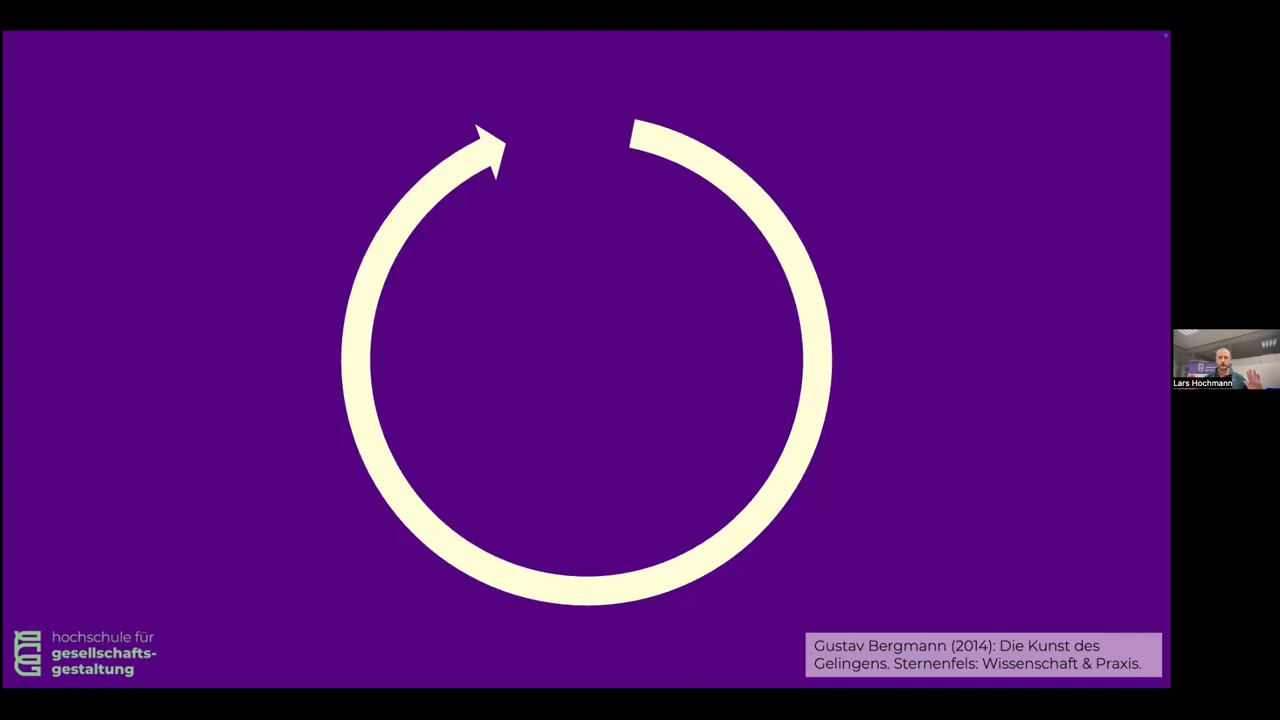 Lars Hochmann
hochschule für
gesellschafts-
gestaltung
Gustav Bergmann (2014): Die Kunst des
Gelingens. Sternenfels: Wissenschaft & Praxis.